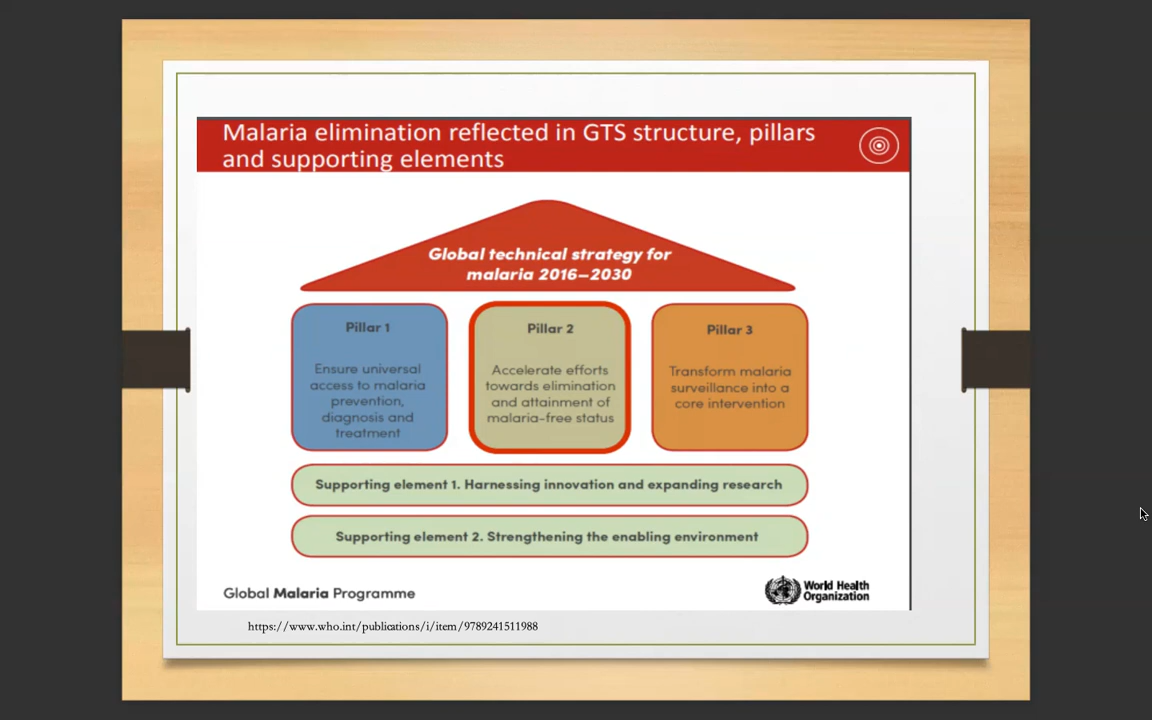 Malaria elimination reflected in GTS structure, pillars
and supporting elements
Global technical strategy for
malaria 2016–2030
Pillar 1
Ensure universal
access to malaria
prevention,
diagnosis and
treatment
Pillar 2
Accelerate efforts
towards elimination
and attainment of
malaria-free status
Pillar 3
Transform malaria
surveillance into a
core intervention
Supporting element 1. Harnessing innovation and expanding research
Supporting element 2. Strengthening the enabling environment
Global Malaria Programme
World Health
Organization
https://www.who.int/publications/i/item/9789241511988